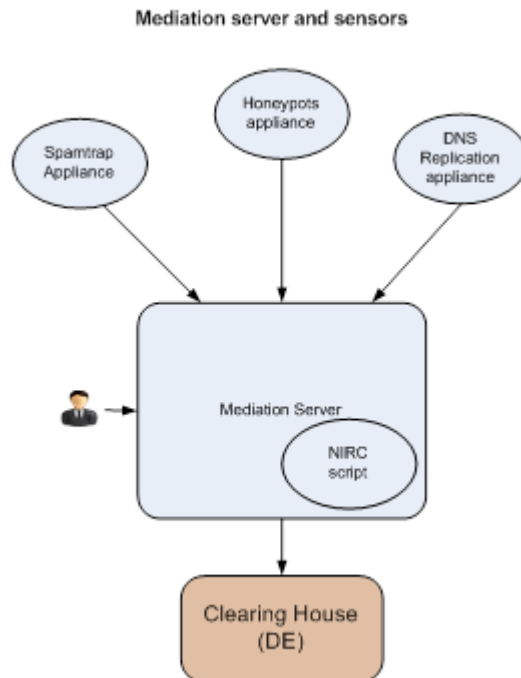 Mediation server and sensors
Honeypots
appliance
Spamtrap
Appliance
DNS
Replication
appliance
Mediation Server
NIRC
script
Clearing House
(DE)